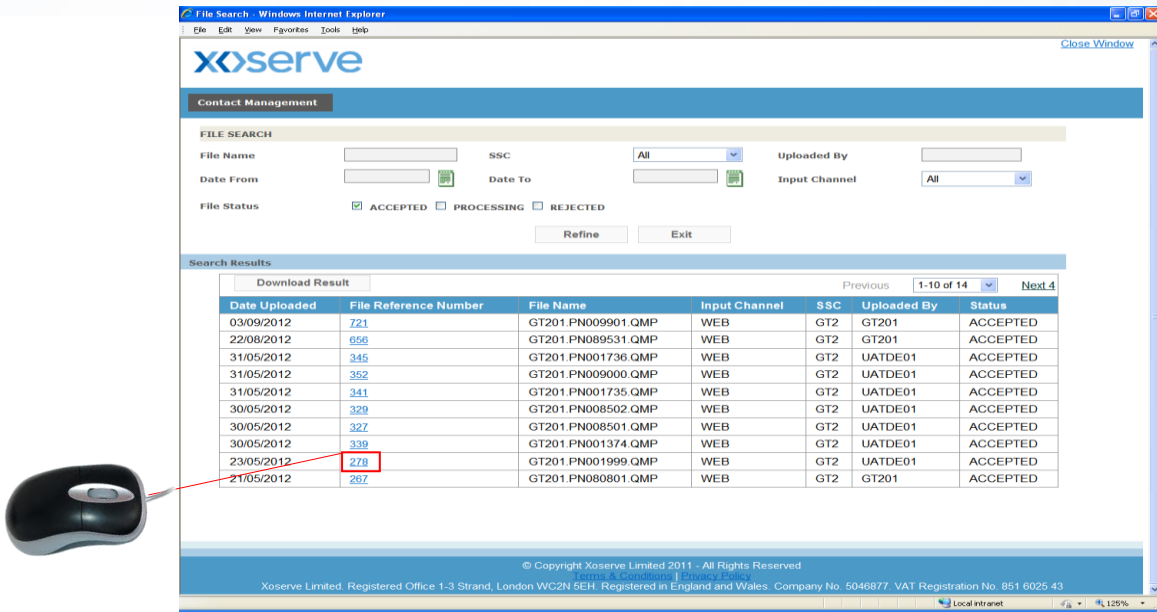 File Search - Windows Internet Explorer
File Edit View Favorites Tools Help
Close Window
xoserve
Contact Management
FILE SEARCH
File Name SSC All Uploaded By
Date From Date To Input Channel All
File Status ACCEPTED PROCESSING REJECTED
Refine Exit
Search Results
Download Result Previous 1-10 of 14 Next 4
Date Uploaded File Reference Number File Name Input Channel SSC Uploaded By Status
03/09/2012 721 GT201.PN009901.QMP WEB GT2 GT201 ACCEPTED
22/08/2012 656 GT201.PN089531.QMP WEB GT2 GT201 ACCEPTED
31/05/2012 345 GT201.PN001736.QMP WEB GT2 UATDE01 ACCEPTED
31/05/2012 352 GT201.PN009000.QMP WEB GT2 UATDE01 ACCEPTED
31/05/2012 341 GT201.PN001735.QMP WEB GT2 UATDE01 ACCEPTED
30/05/2012 329 GT201.PN008502.QMP WEB GT2 UATDE01 ACCEPTED
30/05/2012 327 GT201.PN008501.QMP WEB GT2 UATDE01 ACCEPTED
30/05/2012 339 GT201.PN001374.QMP WEB GT2 UATDE01 ACCEPTED
23/05/2012 278 GT201.PN001999.QMP WEB GT2 UATDE01 ACCEPTED
21/05/2012 267 GT201.PN080801.QMP WEB GT2 GT201 ACCEPTED
© Copyright Xoserve Limited 2011 - All Rights Reserved
Terms & Conditions | Privacy Policy
Xoserve Limited. Registered Office 1-3 Strand, London WC2N 5EH. Registered in England and Wales. Company No. 5046877. VAT Registration No. 851 6025 43
Local intranet 125%